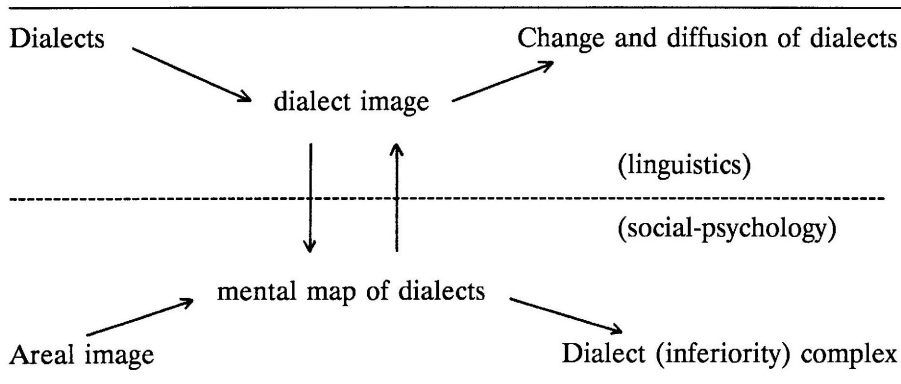 Dialects
Change and diffusion of dialects
dialect image
(linguistics)
(social-psychology)
mental map of dialects
Areal image
Dialect (inferiority) complex